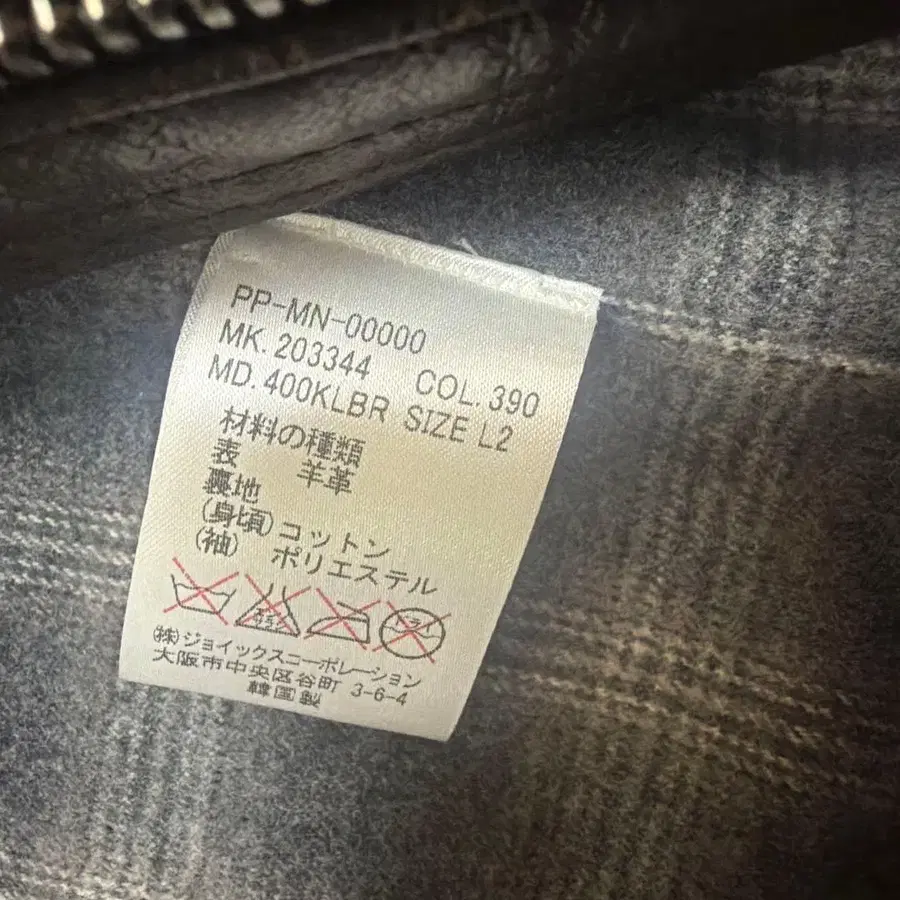 PP-MN-00000
MK. 203344 COL. 390
MD. 400KLBR SIZE L2
材料の種類
表 羊革
裏地
(身頃) コットン
(袖) ポリエステル
(株)ジョイックスコーポレーション
大阪市中央区谷町 3-6-4
韓国製